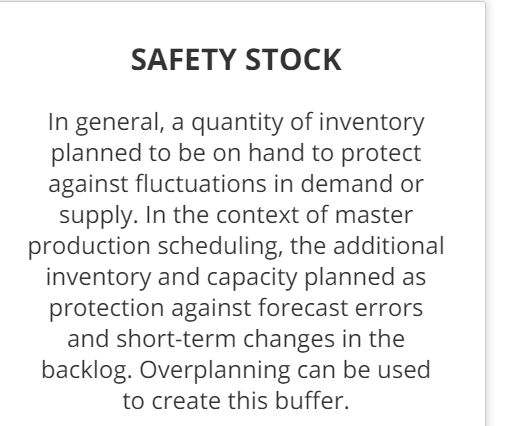 SAFETY STOCK
In general, a quantity of inventory
planned to be on hand to protect
against fluctuations in demand or
supply. In the context of master
production scheduling, the additional
inventory and capacity planned as
protection against forecast errors
and short-term changes in the
backlog. Overplanning can be used
to create this buffer.